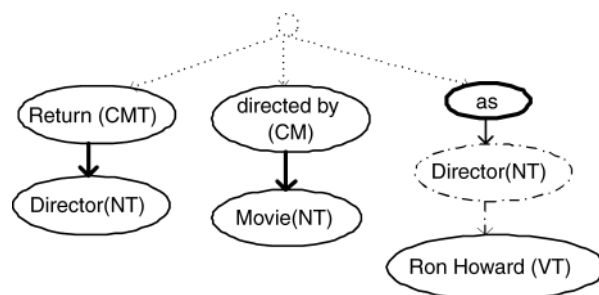 Return (CMT)
directed by
(CM)
as
Director(NT)
Movie(NT)
Director(NT)
Ron Howard (VT)